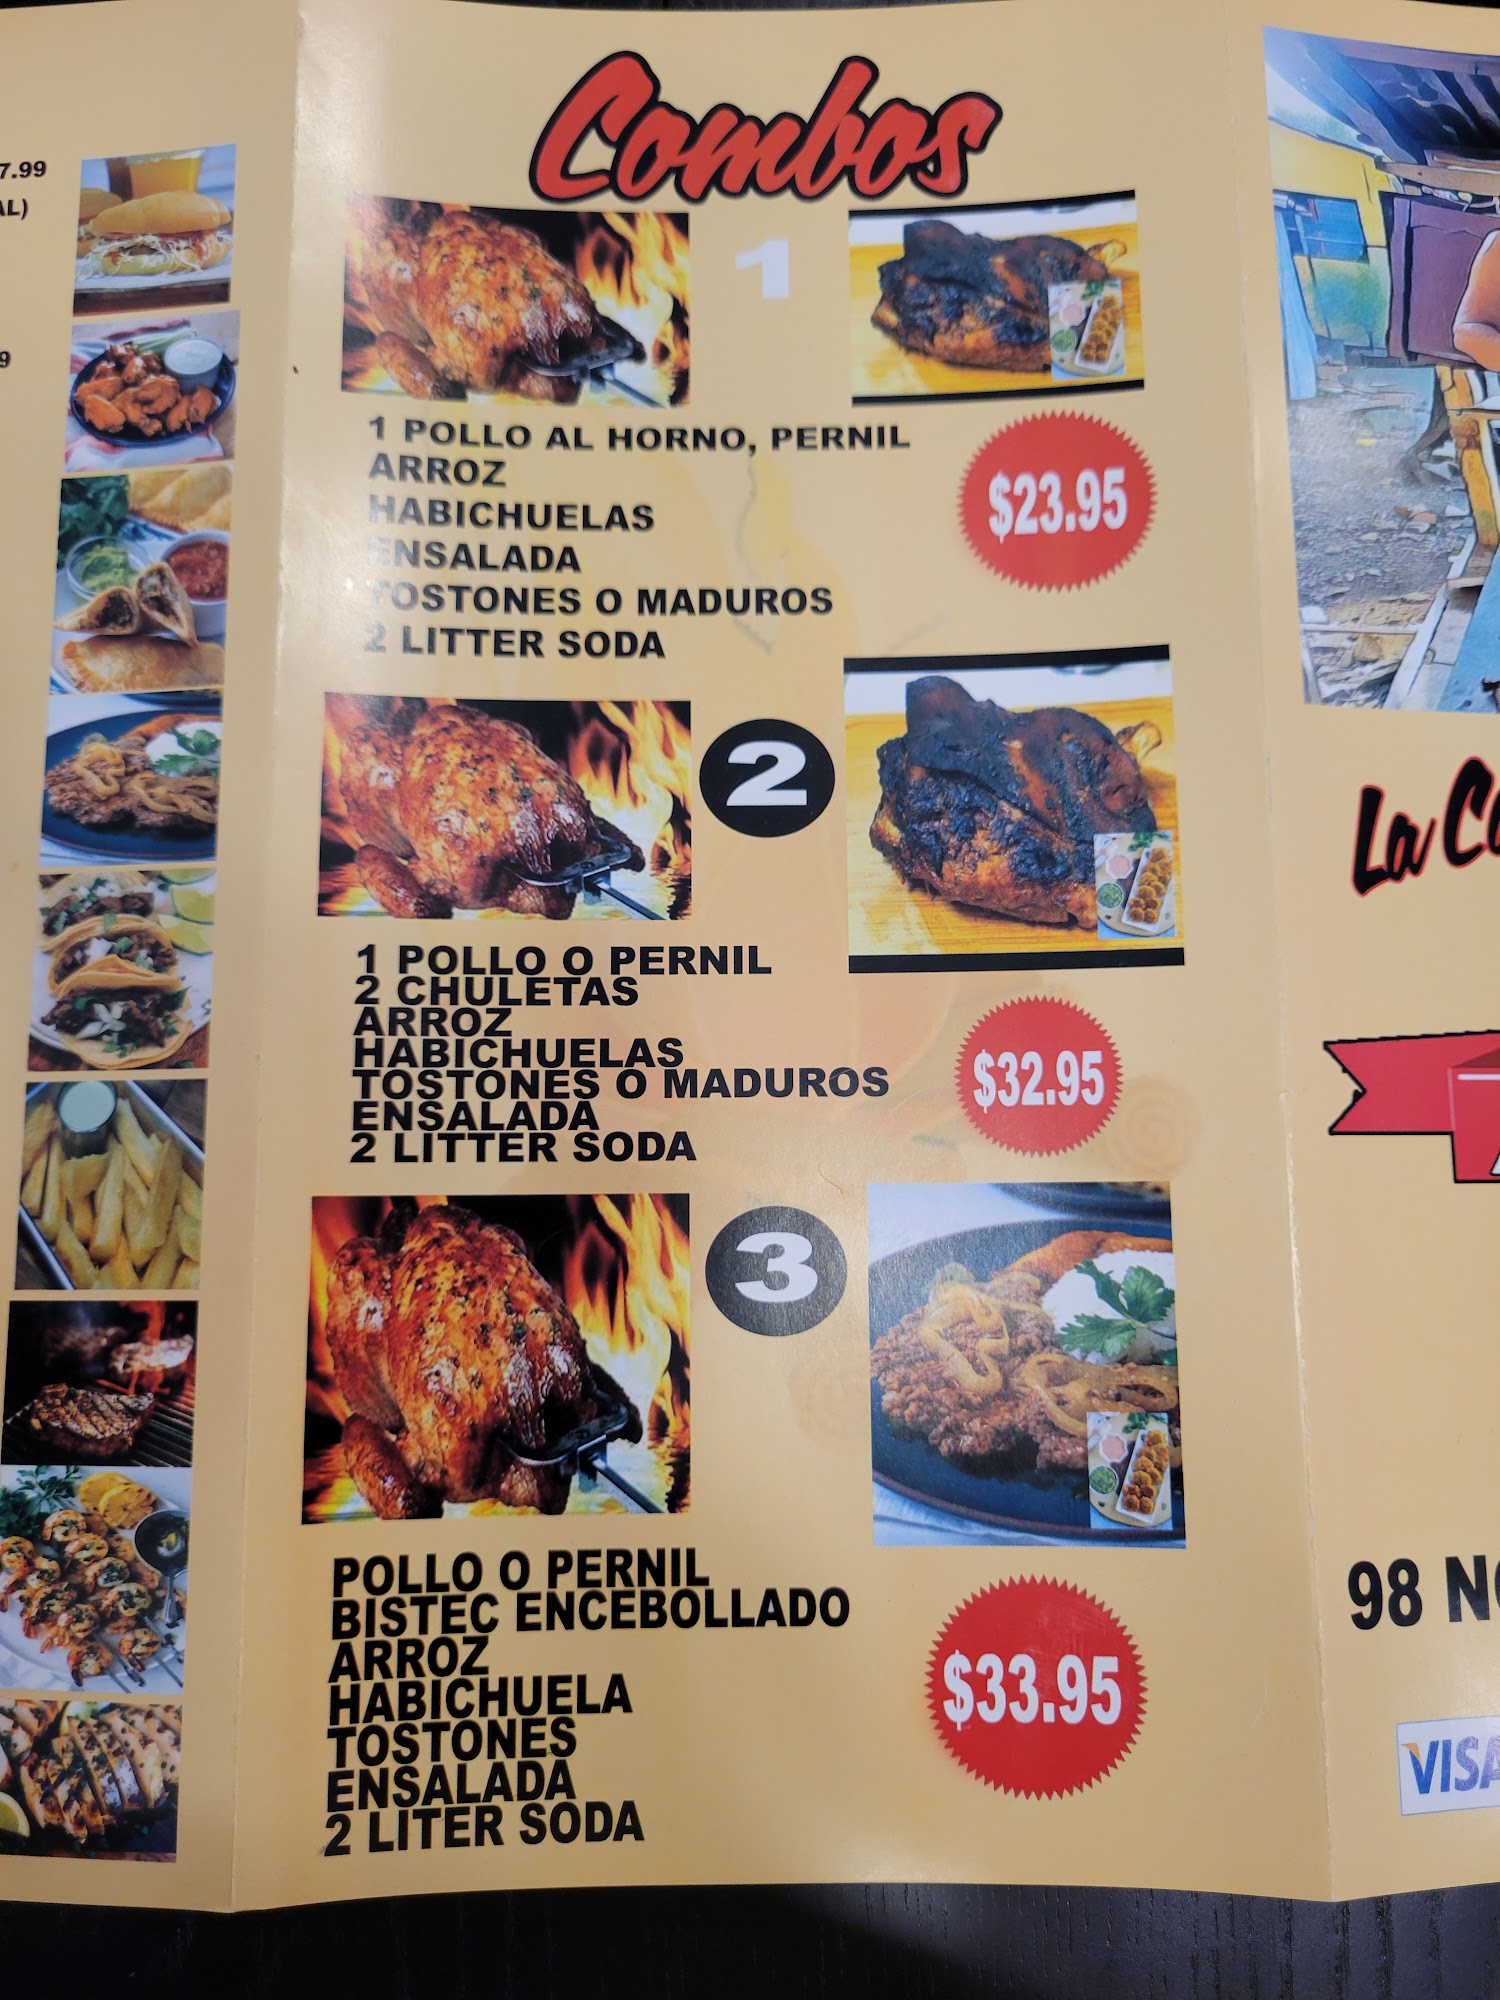 7.99
AL)
9
Combos
1
1 POLLO AL HORNO, PERNIL
ARROZ
HABICHUELAS
ENSALADA
TOSTONES O MADUROS
2 LITTER SODA
$23.95
2
1 POLLO O PERNIL
2 CHULETAS
ARROZ
HABICHUELAS
TOSTONES O MADUROS
ENSALADA
2 LITTER SODA
$32.95
3
POLLO O PERNIL
BISTEC ENCEBOLLADO
ARROZ
HABICHUELA
TOSTONES
ENSALADA
2 LITER SODA
$33.95
La
98
VISA